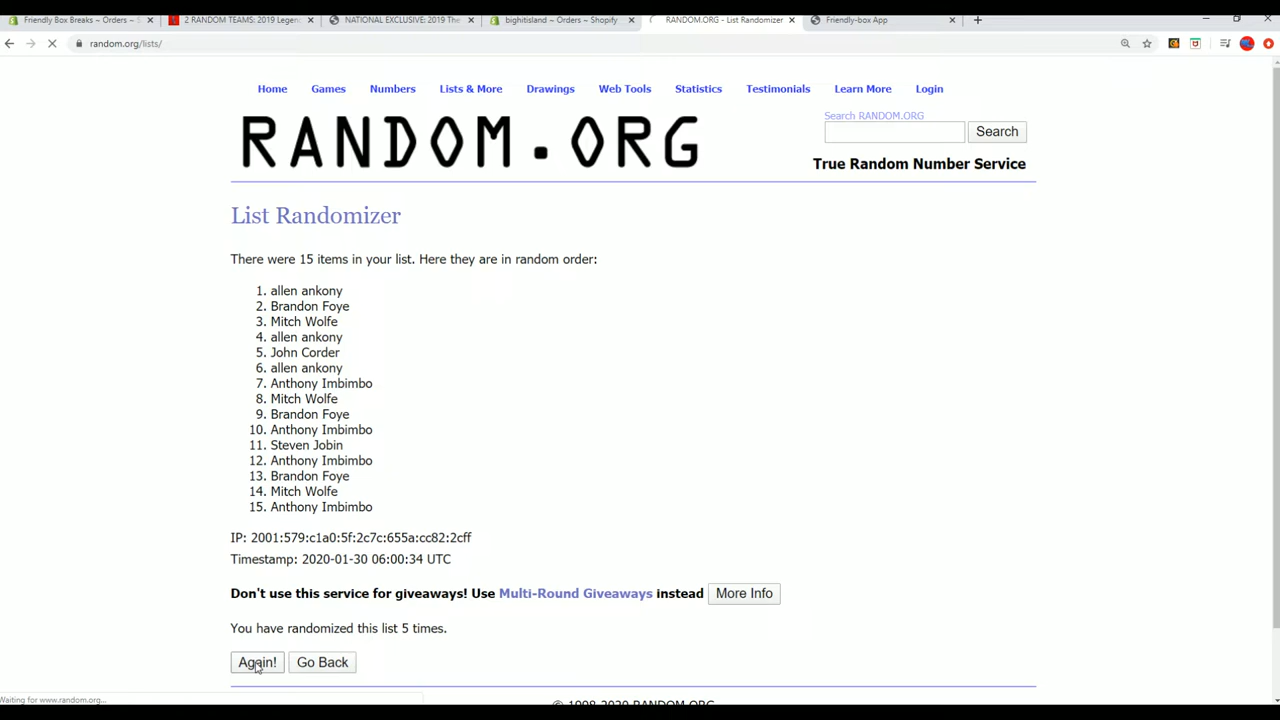 Friendly Box Breaks ~ Orders ~ S
2 RANDOM TEAMS: 2019 Legen
NATIONAL EXCLUSIVE: 2019 The
bighitisland ~ Orders ~ Shopify
RANDOM.ORG - List Randomizer
Friendly-box App
random.org/lists/
Home Games Numbers Lists & More Drawings Web Tools Statistics Testimonials Learn More Login
RANDOM.ORG
Search RANDOM.ORG
Search
True Random Number Service
List Randomizer
There were 15 items in your list. Here they are in random order:
1. allen ankony
2. Brandon Foye
3. Mitch Wolfe
4. allen ankony
5. John Corder
6. allen ankony
7. Anthony Imbimbo
8. Mitch Wolfe
9. Brandon Foye
10. Anthony Imbimbo
11. Steven Jobin
12. Anthony Imbimbo
13. Brandon Foye
14. Mitch Wolfe
15. Anthony Imbimbo
IP: 2001:579:c1a0:5f:2c7c:655a:cc82:2cff
Timestamp: 2020-01-30 06:00:34 UTC
Don't use this service for giveaways! Use Multi-Round Giveaways instead More Info
You have randomized this list 5 times.
Again! Go Back
Waiting for www.random.org...
© 1998-2020 RANDOM.ORG